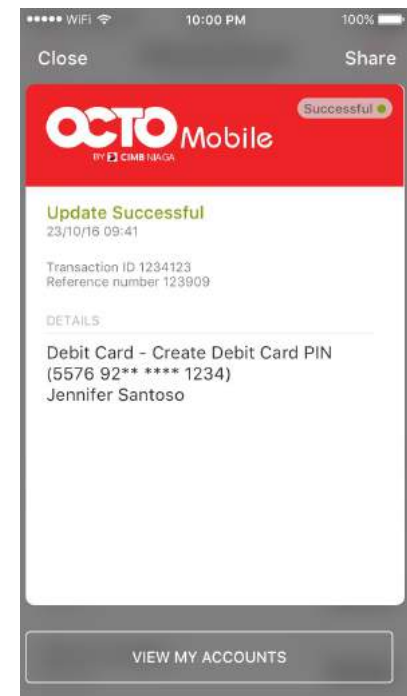 WiFi 10:00 PM 100%
Close Share
Successful
OCTO Mobile
BY CIMB NIAGA
Update Successful
23/10/16 09:41
Transaction ID 1234123
Reference number 123909
DETAILS
Debit Card - Create Debit Card PIN
(5576 92** **** 1234)
Jennifer Santoso
VIEW MY ACCOUNTS